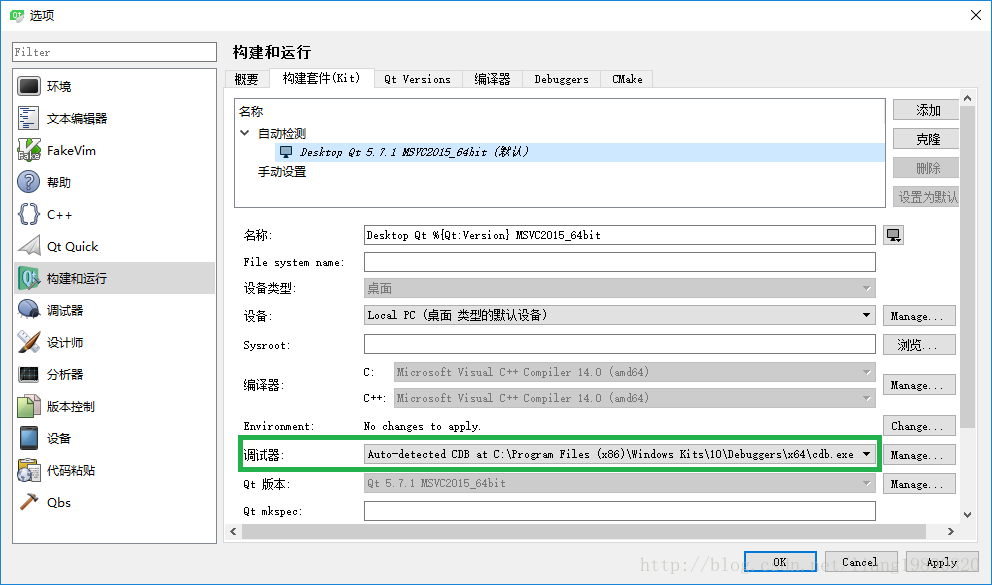 选项
Filter
环境
文本编辑器
FakeVim
帮助
C++
Qt Quick
构建和运行
调试器
设计师
分析器
版本控制
设备
代码粘贴
Qbs
构建和运行
概要 构建套件(Kit) Qt Versions 编译器 Debuggers CMake
名称
自动检测
Desktop Qt 5.7.1 MSVC2015_64bit (默认)
手动设置
添加
克隆
删除
设置为默认
名称: Desktop Qt %{Qt:Version} MSVC2015_64bit
File system name:
设备类型: 桌面
设备: Local PC (桌面 类型的默认设备) Manage...
Sysroot: 浏览...
编译器: C: Microsoft Visual C++ Compiler 14.0 (amd64) Manage...
C++: Microsoft Visual C++ Compiler 14.0 (amd64)
Environment: No changes to apply. Change...
调试器: Auto-detected CDB at C:\Program Files (x86)\Windows Kits\10\Debuggers\x64\cdb.exe Manage...
Qt 版本: Qt 5.7.1 MSVC2015_64bit Manage...
Qt mkspec:
OK Cancel Apply